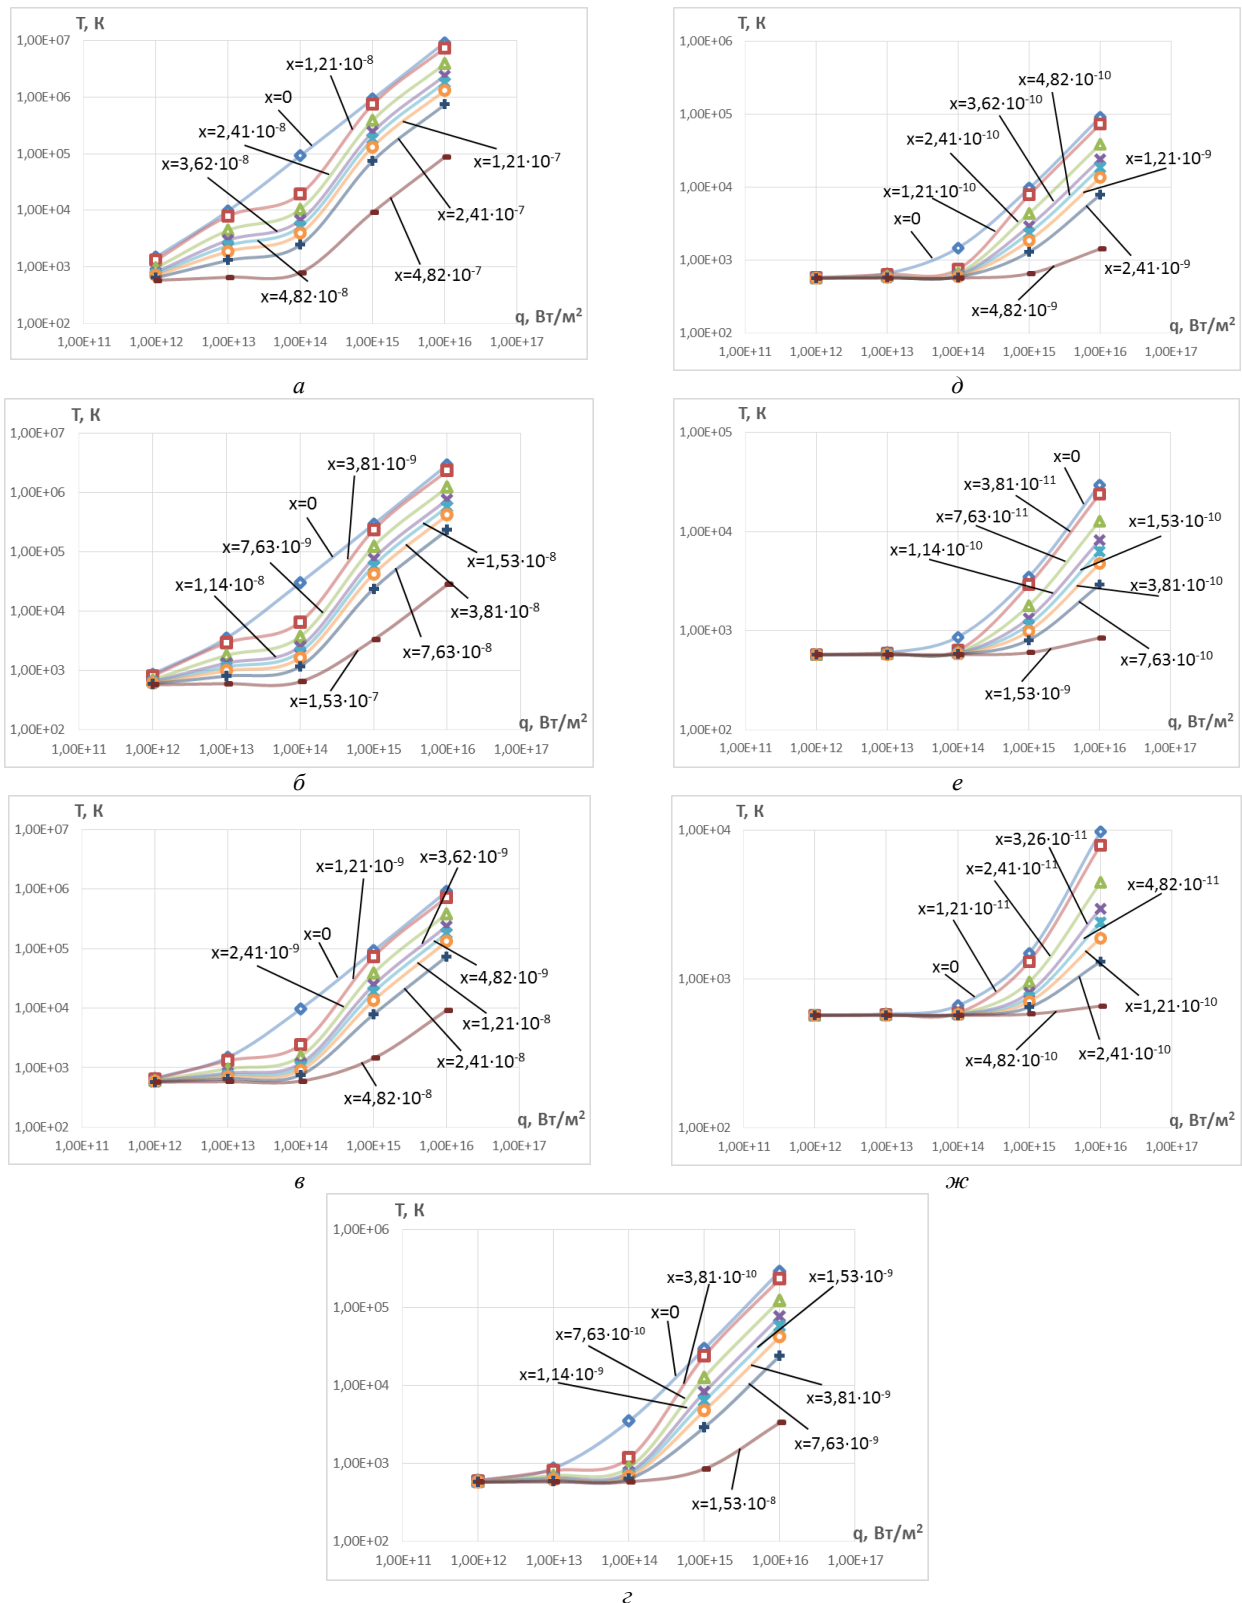 T, К
1,00E+07
1,00E+06
1,00E+05
1,00E+04
1,00E+03
1,00E+02
x=1,21·10⁻⁸
x=0
x=2,41·10⁻⁸
x=3,62·10⁻⁸
x=1,21·10⁻⁷
x=2,41·10⁻⁷
x=4,82·10⁻⁷
x=4,82·10⁻⁸
q, Вт/м²
1,00E+11 1,00E+12 1,00E+13 1,00E+14 1,00E+15 1,00E+16 1,00E+17
а
T, К
1,00E+06
1,00E+05
1,00E+04
1,00E+03
1,00E+02
x=4,82·10⁻¹⁰
x=3,62·10⁻¹⁰
x=2,41·10⁻¹⁰
x=1,21·10⁻⁹
x=1,21·10⁻¹⁰
x=0
x=2,41·10⁻⁹
x=4,82·10⁻⁹
q, Вт/м²
1,00E+11 1,00E+12 1,00E+13 1,00E+14 1,00E+15 1,00E+16 1,00E+17
д
T, К
1,00E+07
1,00E+06
1,00E+05
1,00E+04
1,00E+03
1,00E+02
x=3,81·10⁻⁹
x=0
x=7,63·10⁻⁹
x=1,53·10⁻⁸
x=1,14·10⁻⁸
x=3,81·10⁻⁸
x=7,63·10⁻⁸
x=1,53·10⁻⁷
q, Вт/м²
1,00E+11 1,00E+12 1,00E+13 1,00E+14 1,00E+15 1,00E+16 1,00E+17
б
T, К
1,00E+05
1,00E+04
1,00E+03
1,00E+02
x=0
x=3,81·10⁻¹¹
x=7,63·10⁻¹¹
x=1,53·10⁻¹⁰
x=1,14·10⁻¹⁰
x=3,81·10⁻¹⁰
x=7,63·10⁻¹⁰
x=1,53·10⁻⁹
q, Вт/м²
1,00E+11 1,00E+12 1,00E+13 1,00E+14 1,00E+15 1,00E+16 1,00E+17
е
T, К
1,00E+07
1,00E+06
1,00E+05
1,00E+04
1,00E+03
1,00E+02
x=3,62·10⁻⁹
x=1,21·10⁻⁹
x=0
x=2,41·10⁻⁹
x=4,82·10⁻⁹
x=1,21·10⁻⁸
x=2,41·10⁻⁸
x=4,82·10⁻⁸
q, Вт/м²
1,00E+11 1,00E+12 1,00E+13 1,00E+14 1,00E+15 1,00E+16 1,00E+17
в
T, К
1,00E+04
1,00E+03
1,00E+02
x=3,26·10⁻¹¹
x=2,41·10⁻¹¹
x=4,82·10⁻¹¹
x=1,21·10⁻¹¹
x=0
x=1,21·10⁻¹⁰
x=2,41·10⁻¹⁰
x=4,82·10⁻¹⁰
q, Вт/м²
1,00E+11 1,00E+12 1,00E+13 1,00E+14 1,00E+15 1,00E+16 1,00E+17
ж
T, К
1,00E+06
1,00E+05
1,00E+04
1,00E+03
1,00E+02
x=3,81·10⁻¹⁰
x=1,53·10⁻⁹
x=0
x=7,63·10⁻¹⁰
x=1,14·10⁻⁹
x=3,81·10⁻⁹
x=7,63·10⁻⁹
x=1,53·10⁻⁸
q, Вт/м²
1,00E+11 1,00E+12 1,00E+13 1,00E+14 1,00E+15 1,00E+16 1,00E+17
г